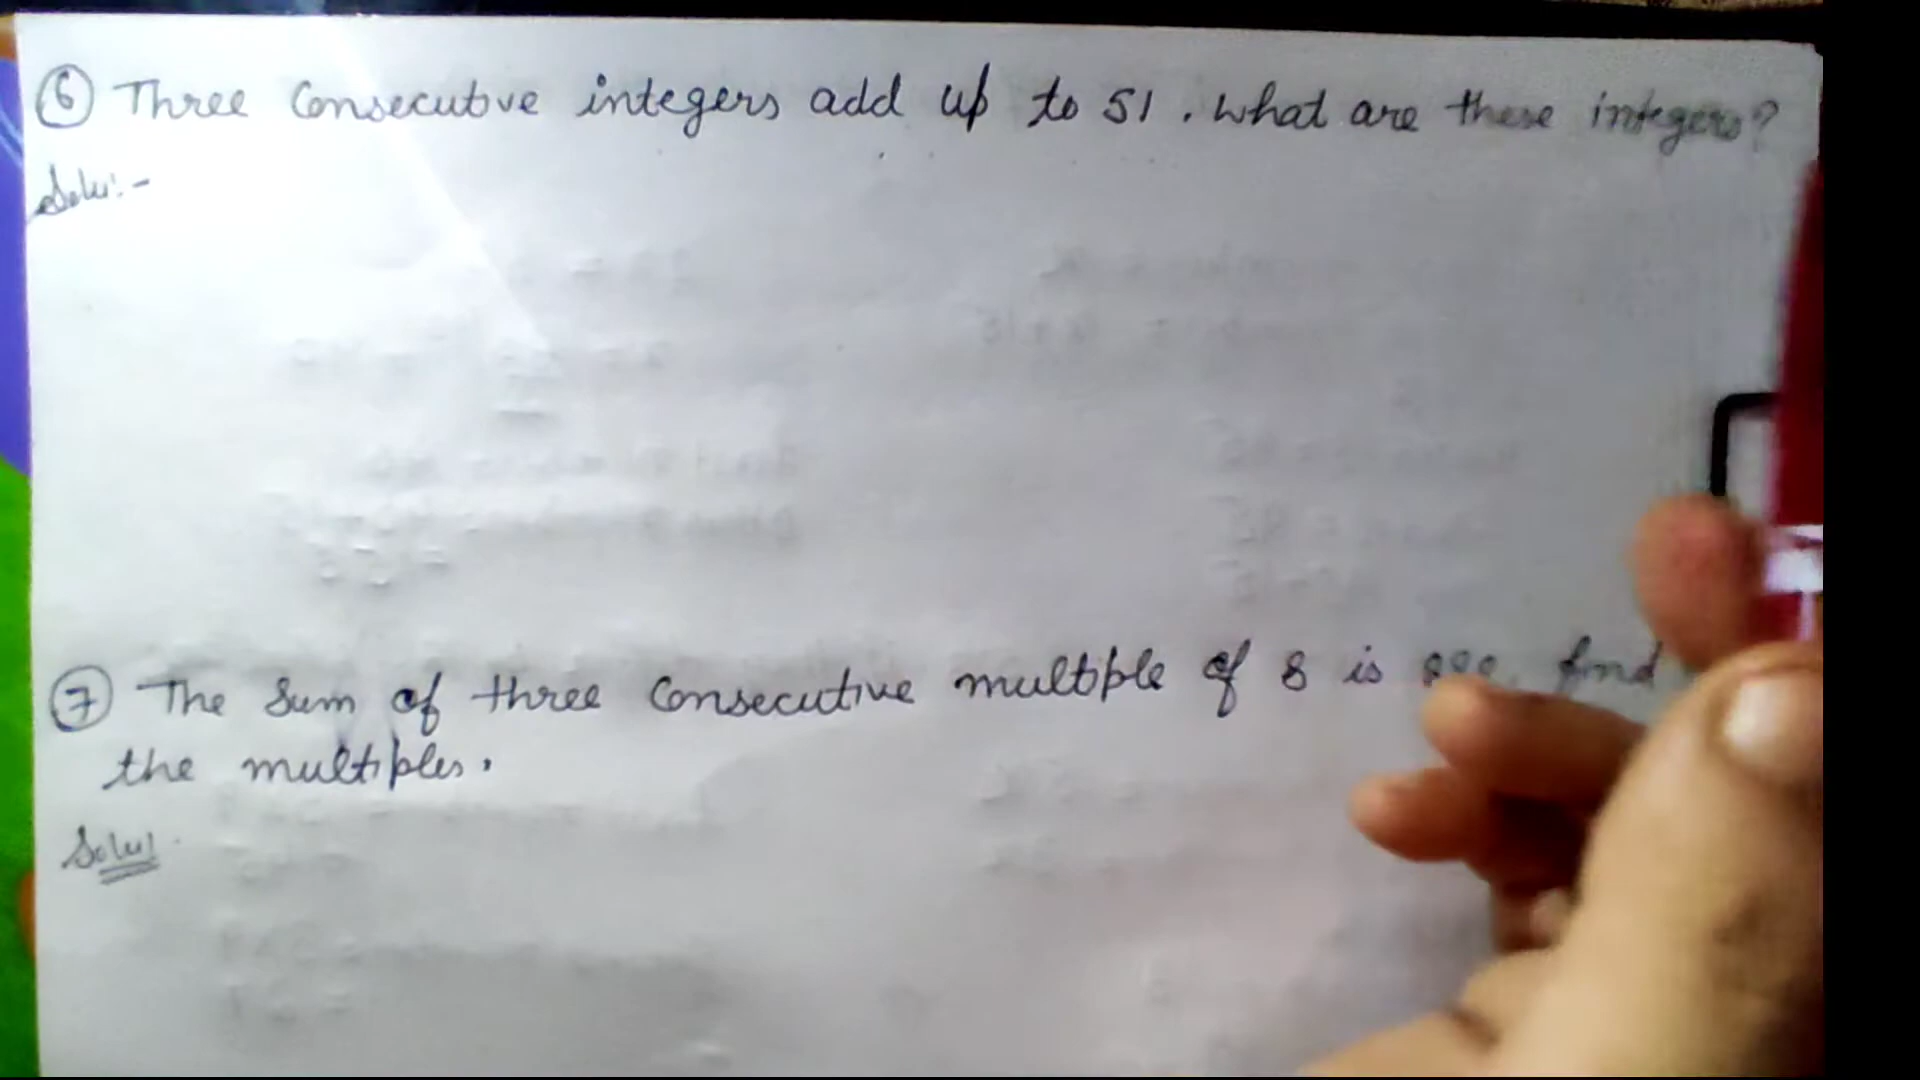 6 Three Consecutive integers add up to 51. What are these integers?
Solu:-
7 The Sum of three Consecutive multiple of 8 is find
the multiples.
Solu!